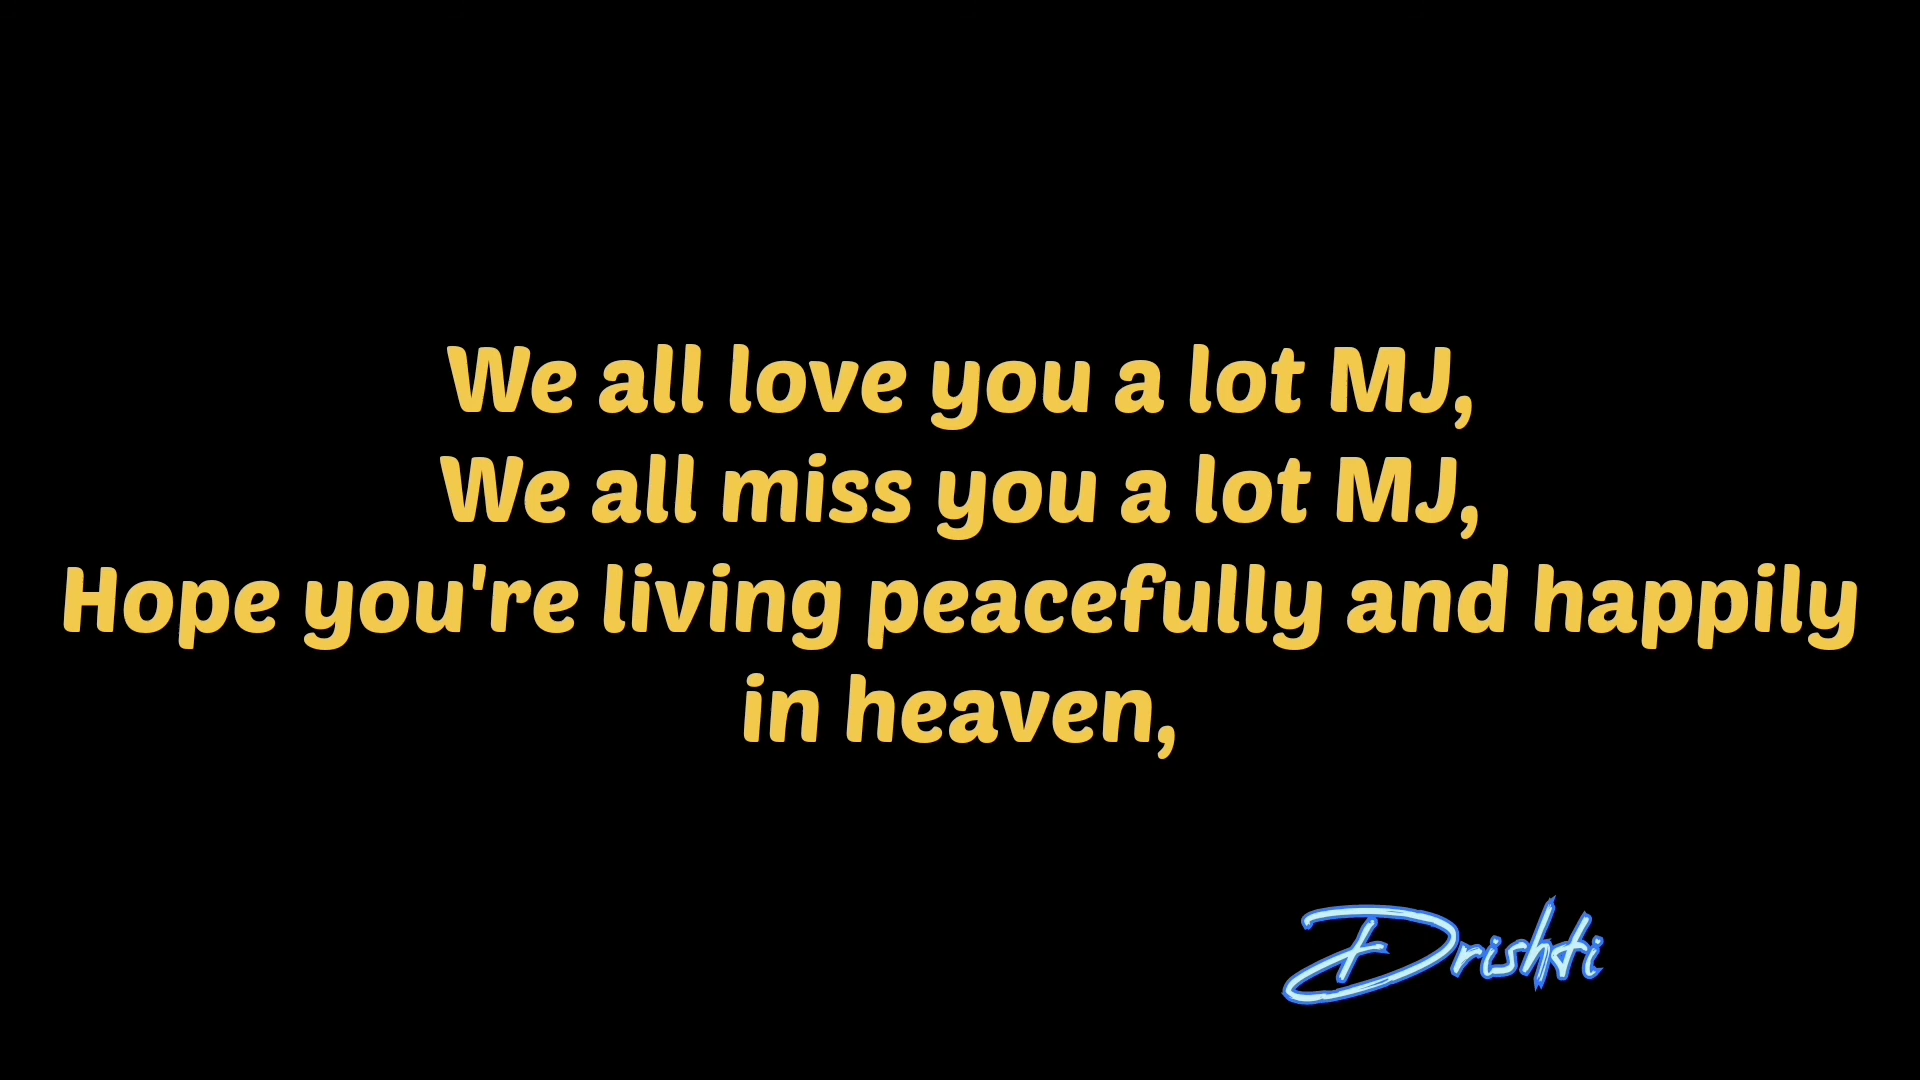 We all love you a lot MJ,
We all miss you a lot MJ,
Hope you're living peacefully and happily
in heaven,
Drishti